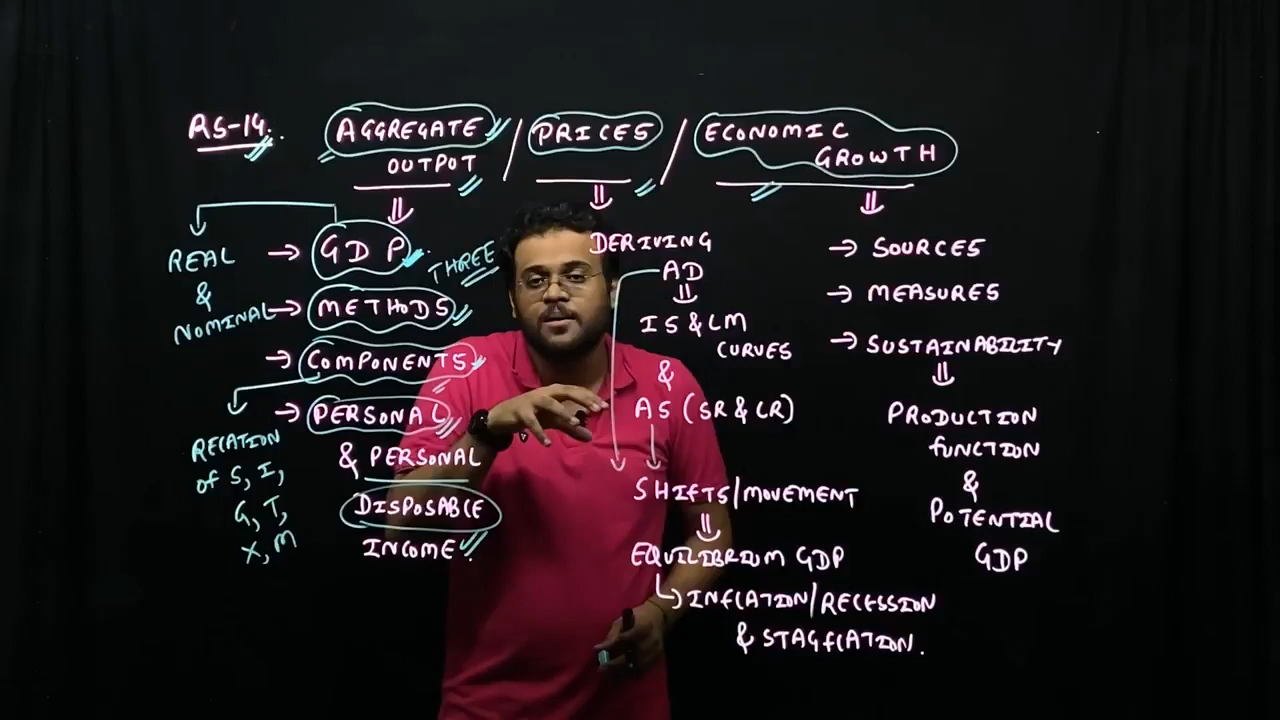 RS-14..
AGGREGATE
OUTPUT
/ PRICES /
ECONOMIC
GROWTH
REAL
&
NOMINAL
→ GDP
THREE
→ METHODS
→ COMPONENTS
→ PERSONAL
& PERSONAL
DISPOSABLE
INCOME
RELATION
of S, I,
G, T,
X, M
DERIVING
AD
IS & LM
CURVES
&
AS (SR & LR)
SHIFTS/MOVEMENT
EQUILIBRIUM GDP
INFLATION/RECESSION
& STAGFLATION.
→ SOURCES
→ MEASURES
→ SUSTAINABILITY
PRODUCTION
FUNCTION
&
POTENTIAL
GDP